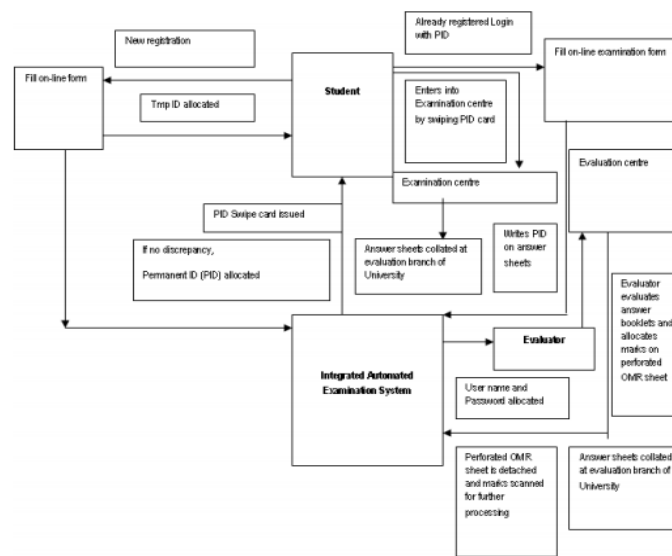 Already registered Login
with PID
New registration
Fill on-line form
Fill on-line examination form
Student
Tmp ID allocated
Enters into
Examination centre
by swiping PID card
Evaluation centre
Examination centre
PID Swipe card issued
If no discrepancy,
Permanent ID (PID) allocated
Answer sheets collated at
evaluation branch of
University
Writes PID
on answer
sheets
Evaluator
evaluates
answer
booklets and
allocates
marks on
perforated
OMR sheet
Evaluator
Integrated Automated
Examination System
User name and
Password allocated
Perforated OMR
sheet is detached
and marks scanned
for further
processing
Answer sheets collated
at evaluation branch of
University